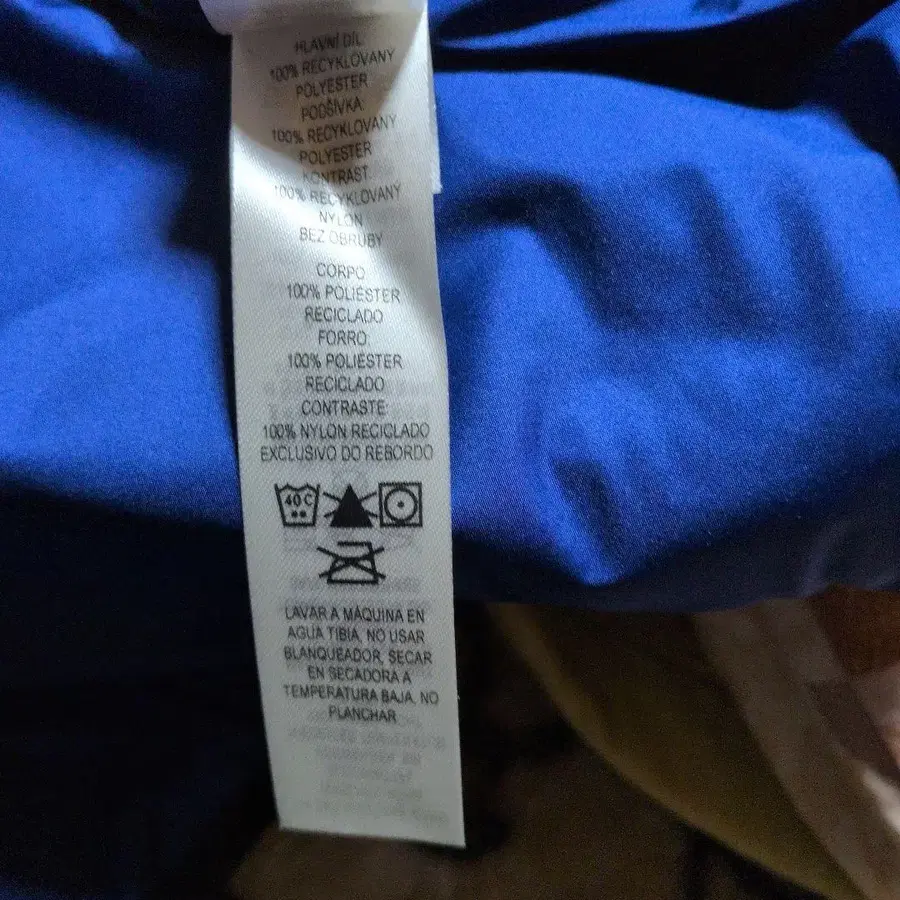 HLAVNÍ DÍL:
100% RECYKLOVANÝ
POLYESTER
PODŠÍVKA:
100% RECYKLOVANÝ
POLYESTER
KONTRAST:
100% RECYKLOVANÝ
NYLON
BEZ OBRUBY
CORPO:
100% POLIÉSTER
RECICLADO
FORRO:
100% POLIÉSTER
RECICLADO
CONTRASTE:
100% NYLON RECICLADO
EXCLUSIVO DO REBORDO
40 C
LAVAR A MÁQUINA EN
AGUA TIBIA, NO USAR
BLANQUEADOR, SECAR
EN SECADORA A
TEMPERATURA BAJA, NO
PLANCHAR